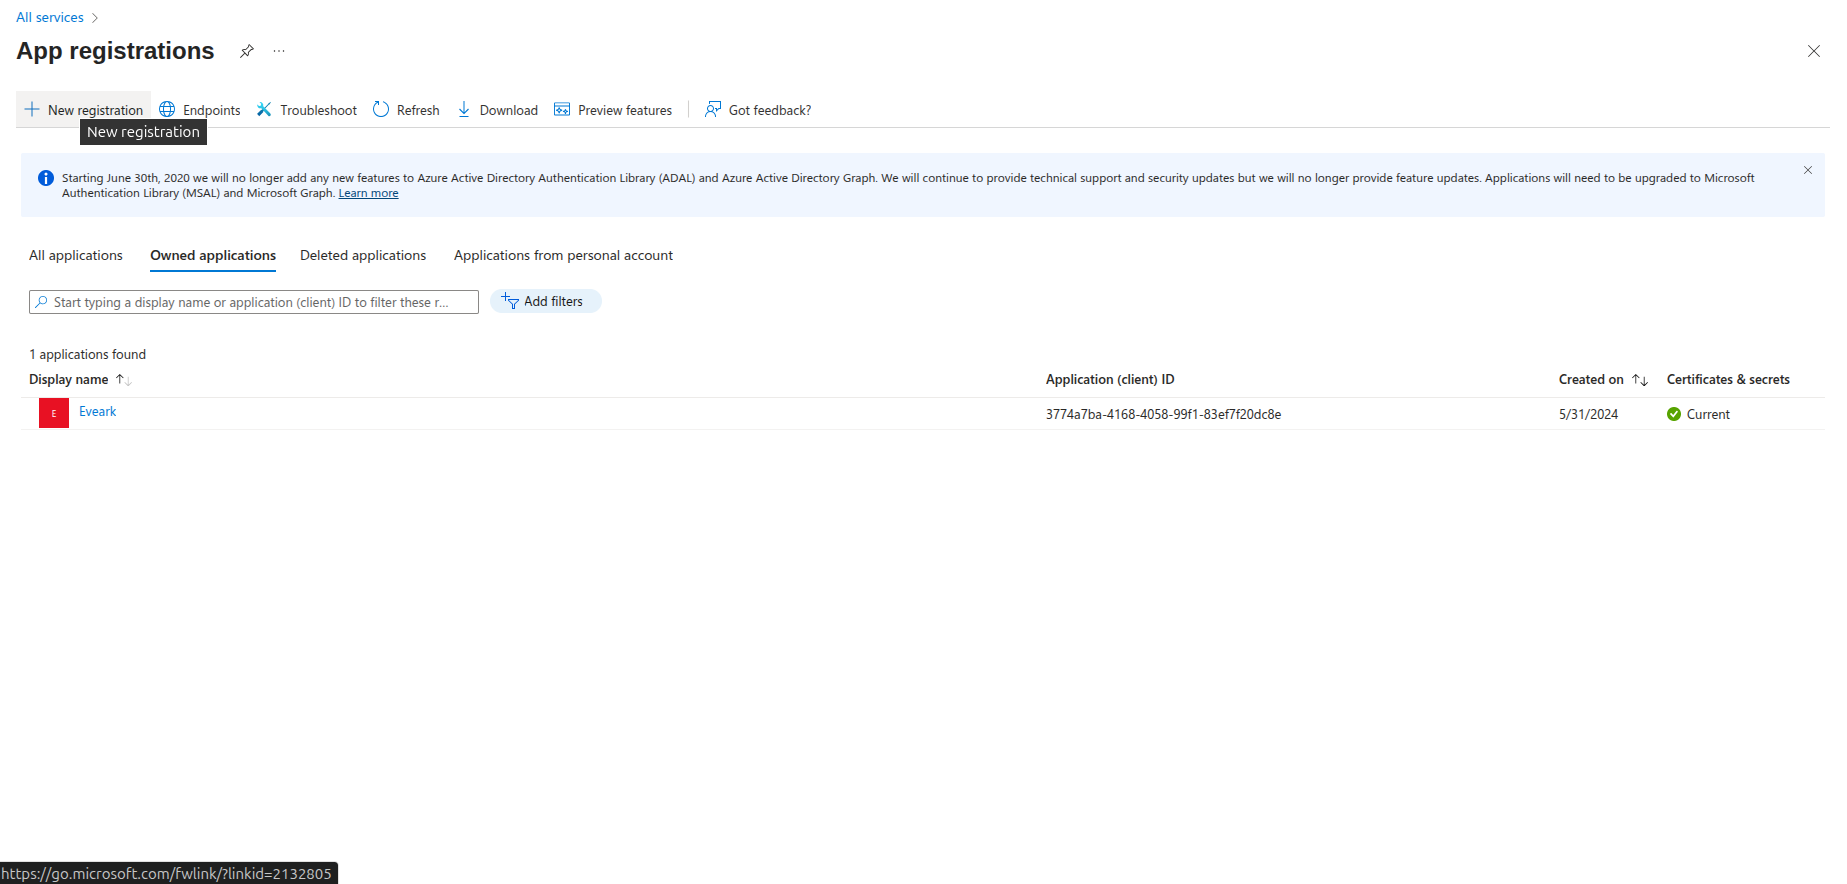 All services
App registrations
New registration Endpoints Troubleshoot Refresh Download Preview features Got feedback?
New registration
Starting June 30th, 2020 we will no longer add any new features to Azure Active Directory Authentication Library (ADAL) and Azure Active Directory Graph. We will continue to provide technical support and security updates but we will no longer provide feature updates. Applications will need to be upgraded to Microsoft
Authentication Library (MSAL) and Microsoft Graph. Learn more
All applications Owned applications Deleted applications Applications from personal account
Start typing a display name or application (client) ID to filter these r... Add filters
1 applications found
Display name Application (client) ID Created on Certificates & secrets
E Eveark 3774a7ba-4168-4058-99f1-83ef7f20dc8e 5/31/2024 Current
https://go.microsoft.com/fwlink/?linkid=2132805